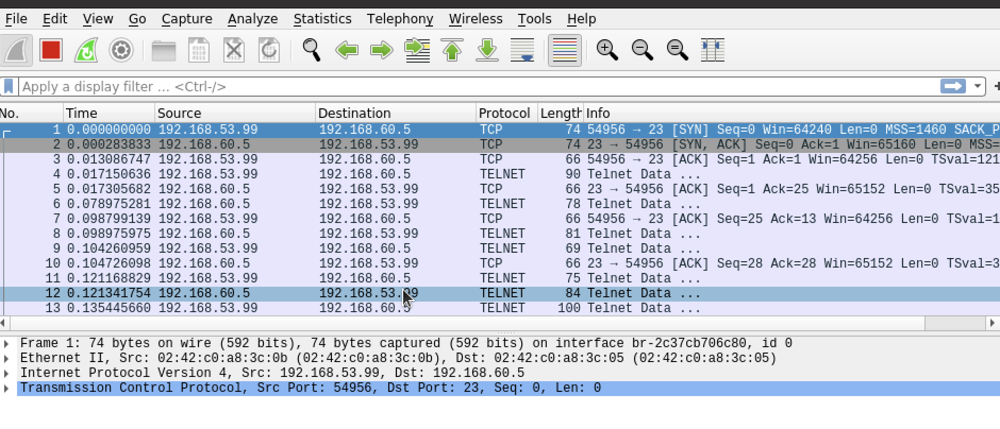 File Edit View Go Capture Analyze Statistics Telephony Wireless Tools Help
Apply a display filter ... <Ctrl-/>
No. Time Source Destination Protocol Length Info
1 0.000000000 192.168.53.99 192.168.60.5 TCP 74 54956 → 23 [SYN] Seq=0 Win=64240 Len=0 MSS=1460 SACK_P
2 0.000283833 192.168.60.5 192.168.53.99 TCP 74 23 → 54956 [SYN, ACK] Seq=0 Ack=1 Win=65160 Len=0 MSS=
3 0.013086747 192.168.53.99 192.168.60.5 TCP 66 54956 → 23 [ACK] Seq=1 Ack=1 Win=64256 Len=0 TSval=121
4 0.017150636 192.168.53.99 192.168.60.5 TELNET 90 Telnet Data ...
5 0.017305682 192.168.60.5 192.168.53.99 TCP 66 23 → 54956 [ACK] Seq=1 Ack=25 Win=65152 Len=0 TSval=35
6 0.078975281 192.168.60.5 192.168.53.99 TELNET 78 Telnet Data ...
7 0.098799139 192.168.53.99 192.168.60.5 TCP 66 54956 → 23 [ACK] Seq=25 Ack=13 Win=64256 Len=0 TSval=1
8 0.098975975 192.168.60.5 192.168.53.99 TELNET 81 Telnet Data ...
9 0.104260959 192.168.53.99 192.168.60.5 TELNET 69 Telnet Data ...
10 0.104726098 192.168.60.5 192.168.53.99 TCP 66 23 → 54956 [ACK] Seq=28 Ack=28 Win=65152 Len=0 TSval=3
11 0.121168829 192.168.53.99 192.168.60.5 TELNET 75 Telnet Data ...
12 0.121341754 192.168.60.5 192.168.53.99 TELNET 84 Telnet Data ...
13 0.135445660 192.168.53.99 192.168.60.5 TELNET 100 Telnet Data ...
Frame 1: 74 bytes on wire (592 bits), 74 bytes captured (592 bits) on interface br-2c37cb706c80, id 0
Ethernet II, Src: 02:42:c0:a8:3c:0b (02:42:c0:a8:3c:0b), Dst: 02:42:c0:a8:3c:05 (02:42:c0:a8:3c:05)
Internet Protocol Version 4, Src: 192.168.53.99, Dst: 192.168.60.5
Transmission Control Protocol, Src Port: 54956, Dst Port: 23, Seq: 0, Len: 0